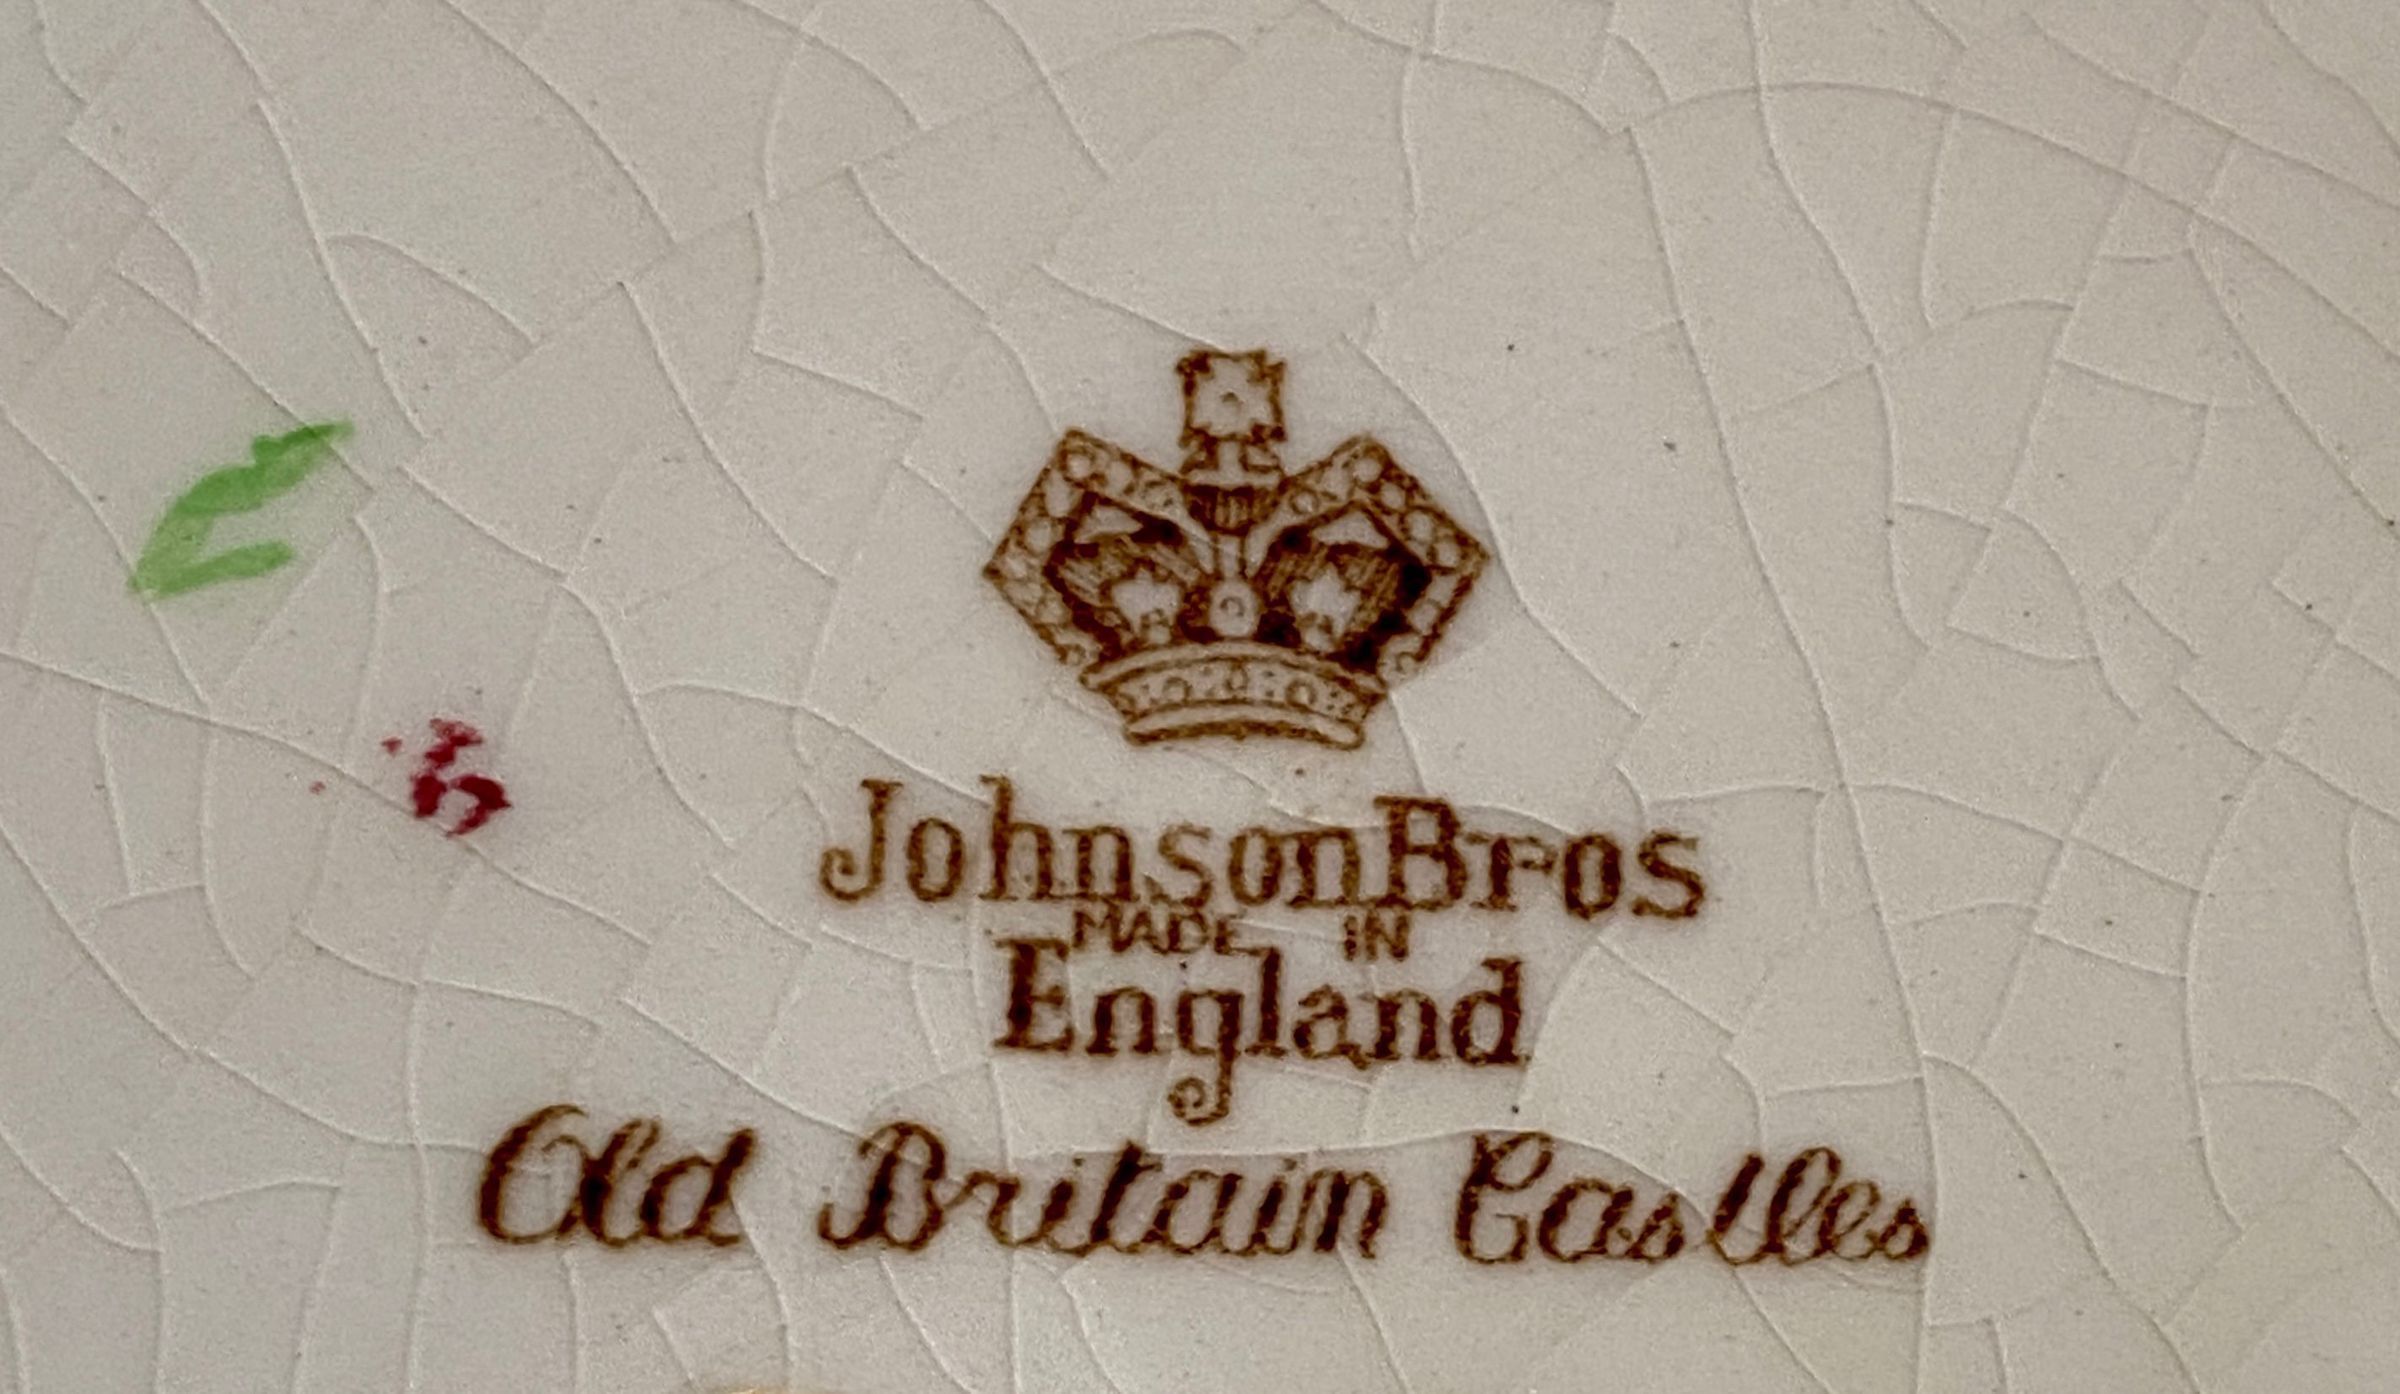 Johnson Bros
MADE IN
England
Old Britain Castles